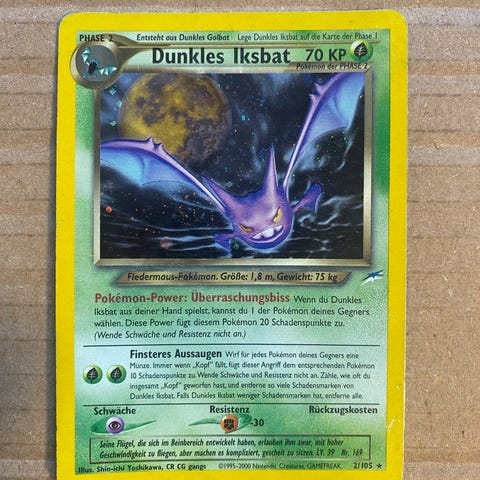 PHASE 2 Entsteht aus Dunkles Golbat Lege Dunkles Iksbat auf die Karte der Phase 1
Dunkles Iksbat 70 KP
Pokémon der PHASE 2
Fledermaus-Pokémon. Größe: 1,8 m, Gewicht: 75 kg
Pokémon-Power: Überraschungsbiss Wenn du Dunkles
Iksbat aus deiner Hand spielst, kannst du 1 der Pokémon deines Gegners
wählen. Diese Power fügt diesem Pokémon 20 Schadenspunkte zu.
(Wende Schwäche und Resistenz nicht an.)
Finsteres Aussaugen Wirf für jedes Pokémon deines Gegners eine
Münze. Immer wenn „Kopf" fällt, fügt dieser Angriff dem entsprechenden Pokémon
10 Schadenspunkte zu. Wende Schwäche und Resistenz nicht an. Zähle, wie oft du
insgesamt „Kopf" geworfen hast, und entferne so viele Schadensmarken von
Dunkles Iksbat. Falls Dunkles Iksbat weniger Schadensmarken hat, entferne alle.
Schwäche Resistenz Rückzugskosten
-30
Seine Flügel, die sich im Beinbereich entwickelt haben, erlauben ihm zwar, mit hoher
Geschwindigkeit zu fliegen, aber machen es kompliziert, gescheit zu sitzen. LV. 39 Nr. 169
Illus. Shin-ichi Yoshikawa, CR CG gangs ©1995-2000 Nintendo, Creatures, GAMEFREAK. 2/105 ★